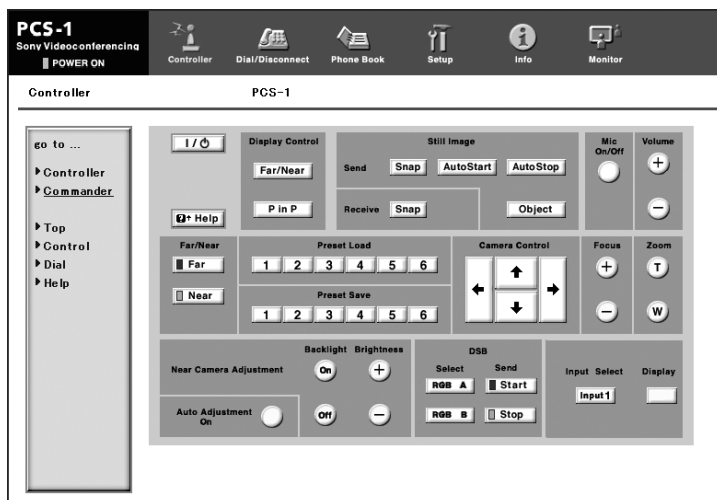 PCS-1
Sony Videoconferencing
POWER ON
Controller
Dial/Disconnect
Phone Book
Setup
Info
Monitor
Controller
PCS-1
go to ...
Controller
Commander
Top
Control
Dial
Help
I / ⏻
Display Control
Far/Near
P in P
? Help
Still Image
Send
Snap
AutoStart
AutoStop
Receive
Snap
Object
Mic
On/Off
Volume
+
−
Far/Near
Far
Near
Preset Load
1 2 3 4 5 6
Preset Save
1 2 3 4 5 6
Camera Control
Focus
+
−
Zoom
T
W
Near Camera Adjustment
Backlight
On
Off
Brightness
+
−
Auto Adjustment
On
DSB
Select
RGB A
RGB B
Send
Start
Stop
Input Select
Input1
Display